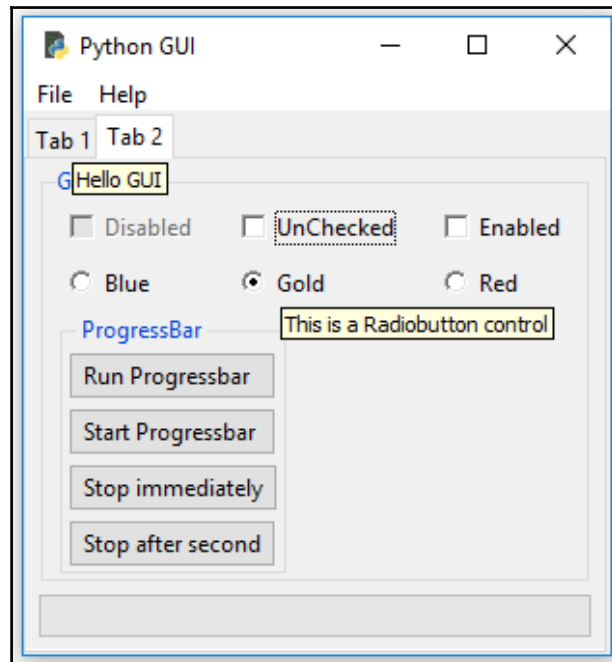 Python GUI
File Help
Tab 1 Tab 2
Hello GUI
Disabled UnChecked Enabled
Blue Gold Red
This is a Radiobutton control
ProgressBar
Run Progressbar
Start Progressbar
Stop immediately
Stop after second